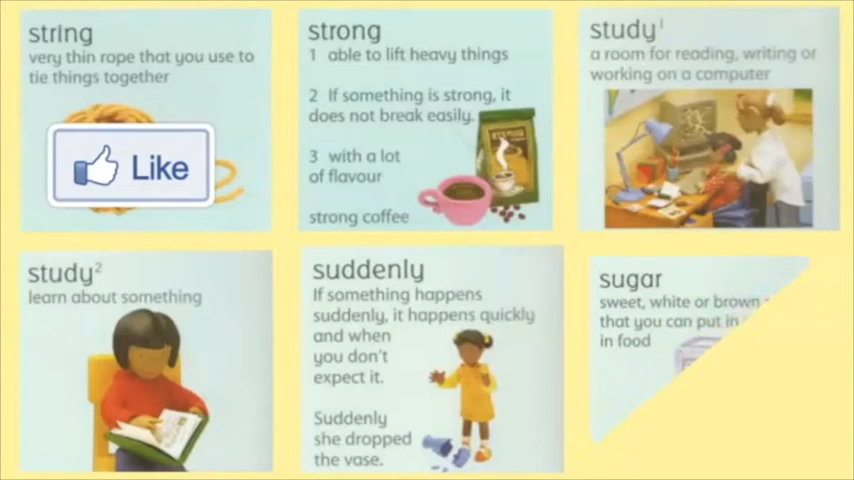 string
very thin rope that you use to
tie things together
Like
strong
1 able to lift heavy things
2 If something is strong, it
does not break easily.
3 with a lot
of flavour
strong coffee
study¹
a room for reading, writing or
working on a computer
study²
learn about something
suddenly
If something happens
suddenly, it happens quickly
and when
you don't
expect it.
Suddenly
she dropped
the vase.
sugar
sweet, white or brown
that you can put in
in food